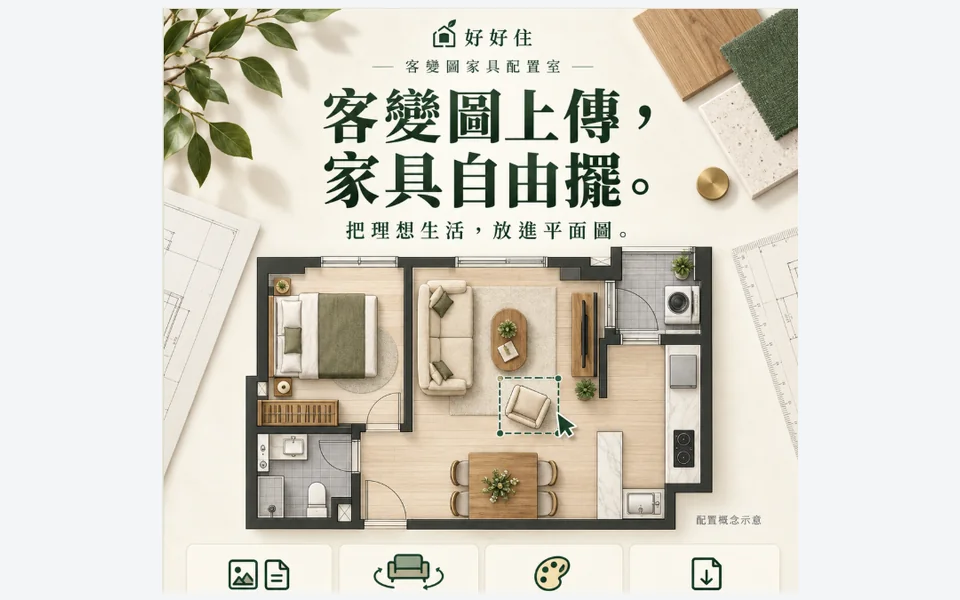 好好住
客變圖家具配置室
客變圖上傳，
家具自由擺。
把理想生活，放進平面圖。
配置概念示意